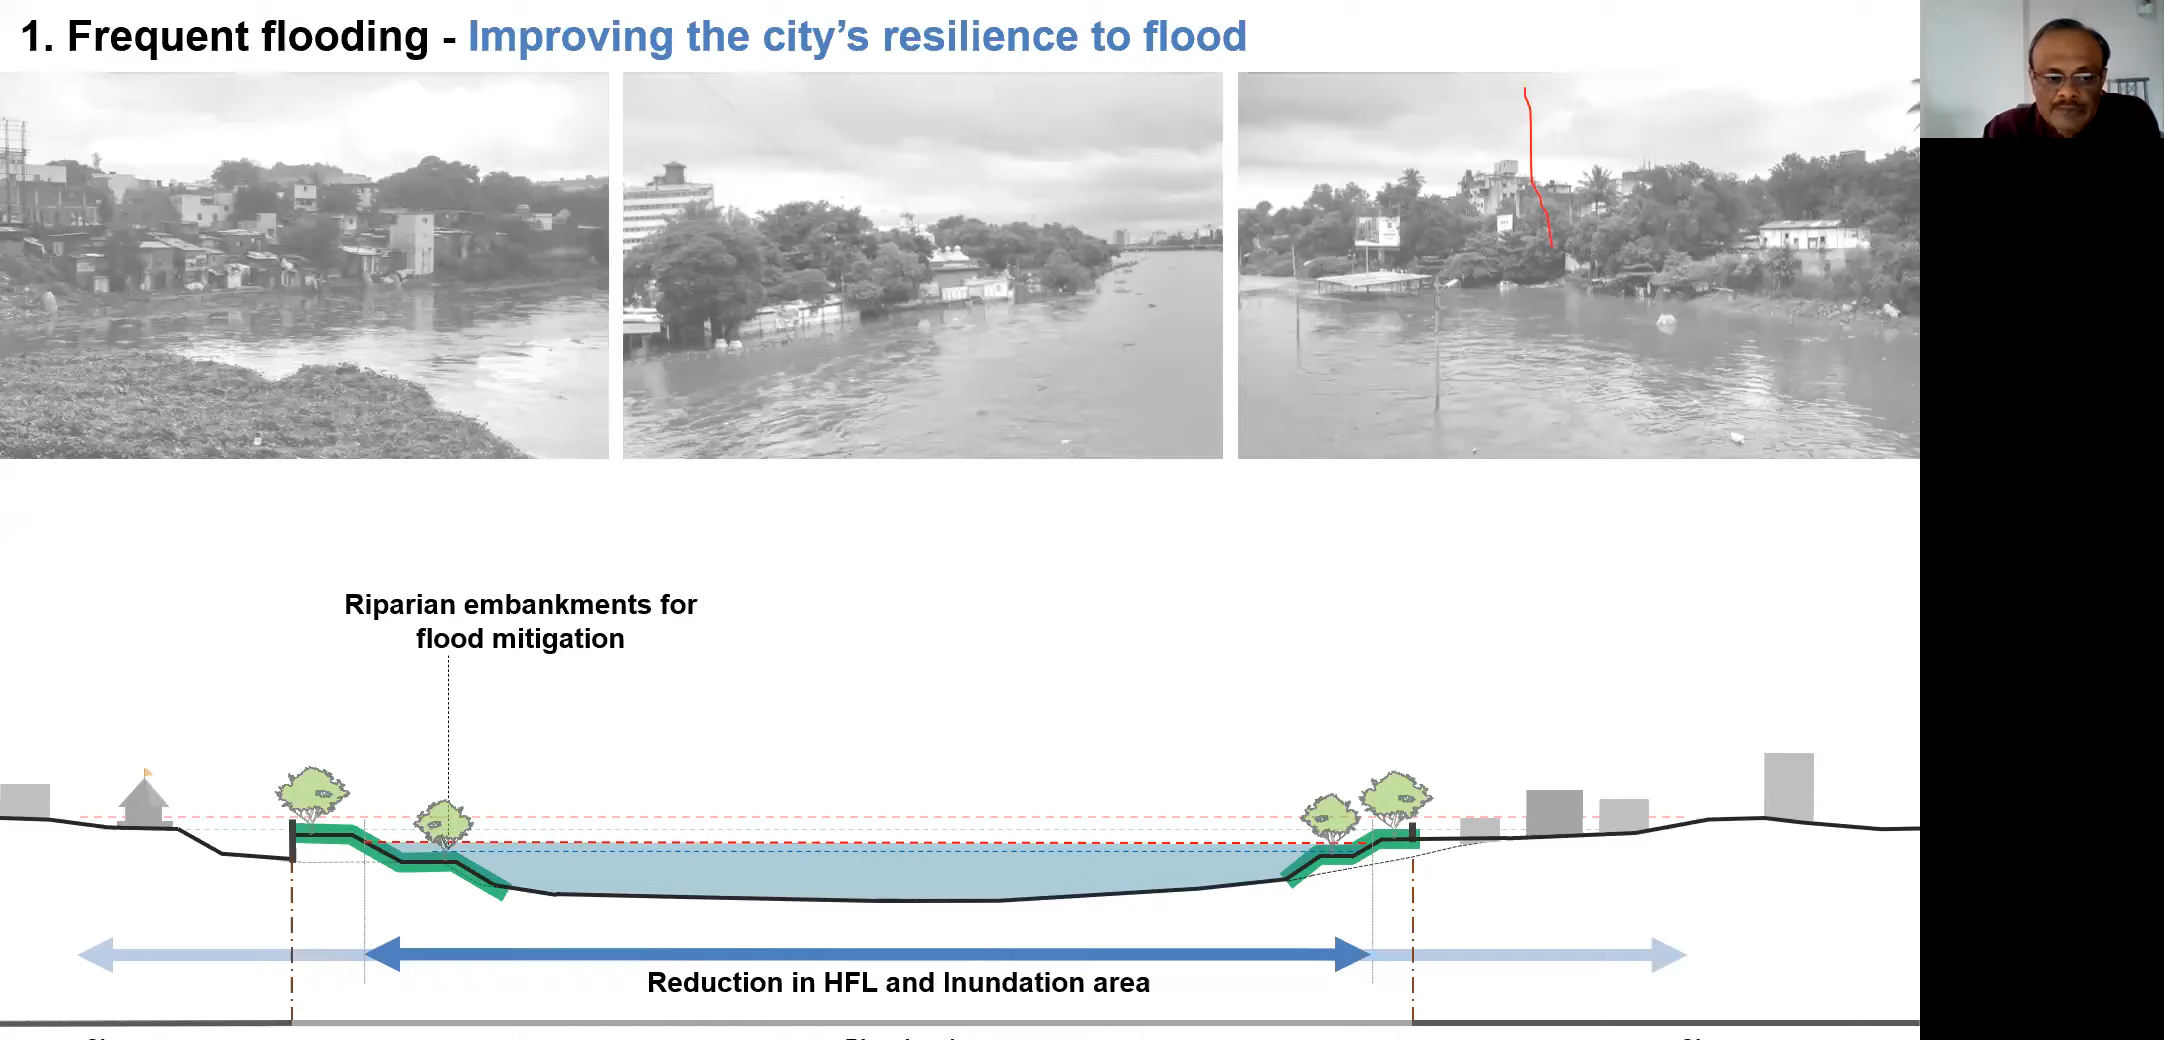 1. Frequent flooding - Improving the city’s resilience to flood
Riparian embankments for
flood mitigation
Reduction in HFL and Inundation area